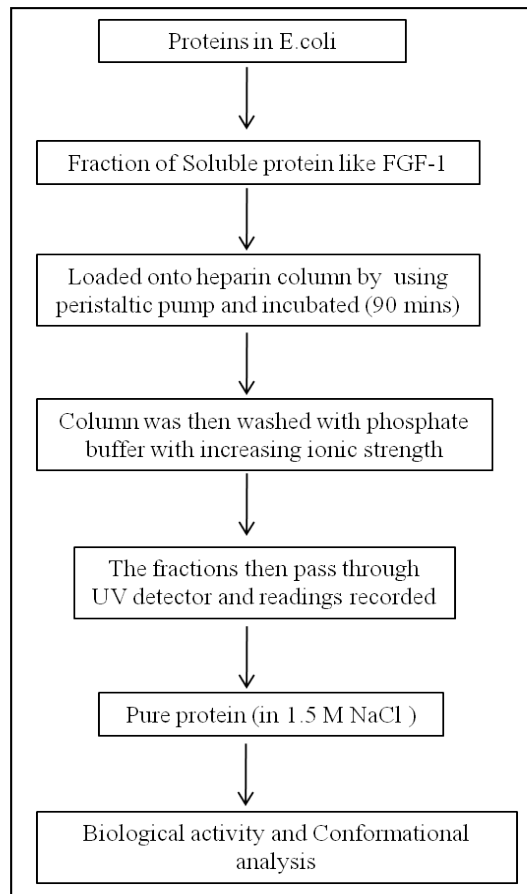 Proteins in E.coli
Fraction of Soluble protein like FGF-1
Loaded onto heparin column by using
peristaltic pump and incubated (90 mins)
Column was then washed with phosphate
buffer with increasing ionic strength
The fractions then pass through
UV detector and readings recorded
Pure protein (in 1.5 M NaCl )
Biological activity and Conformational
analysis